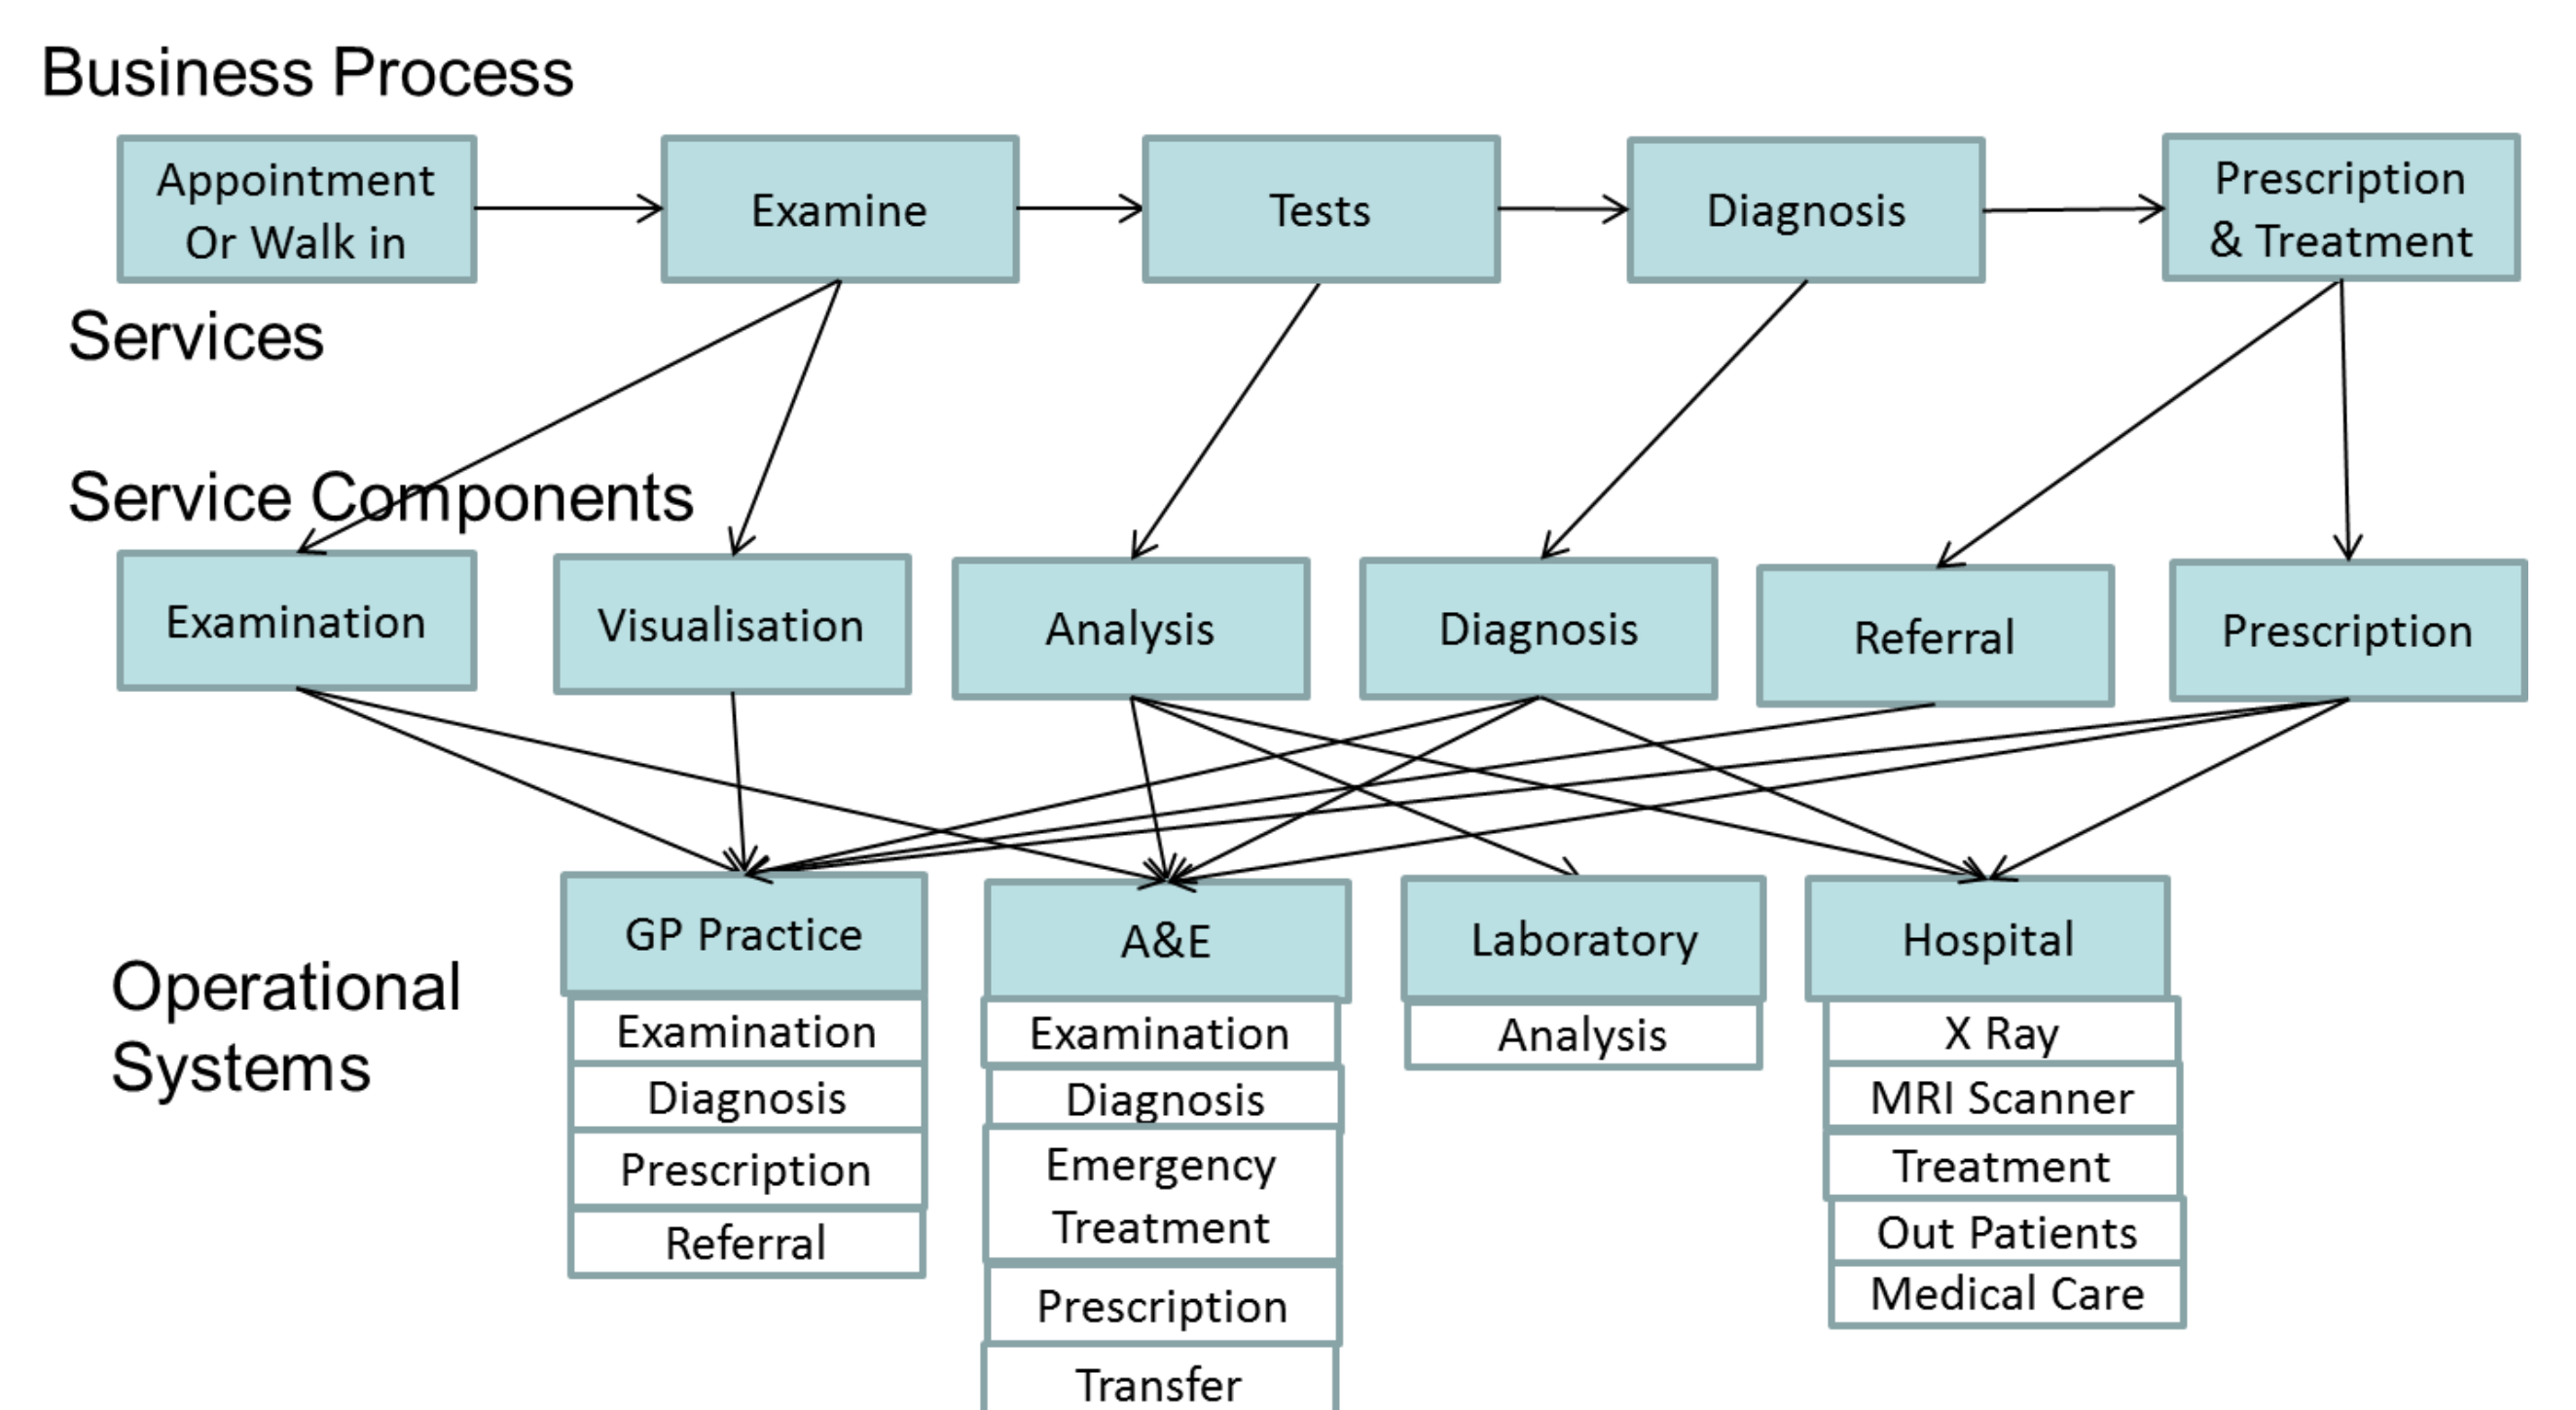 Business Process
Appointment
Or Walk in
Examine
Tests
Diagnosis
Prescription
& Treatment
Services
Service Components
Examination
Visualisation
Analysis
Diagnosis
Referral
Prescription
Operational
Systems
GP Practice
Examination
Diagnosis
Prescription
Referral
A&E
Examination
Diagnosis
Emergency
Treatment
Prescription
Transfer
Laboratory
Analysis
Hospital
X Ray
MRI Scanner
Treatment
Out Patients
Medical Care